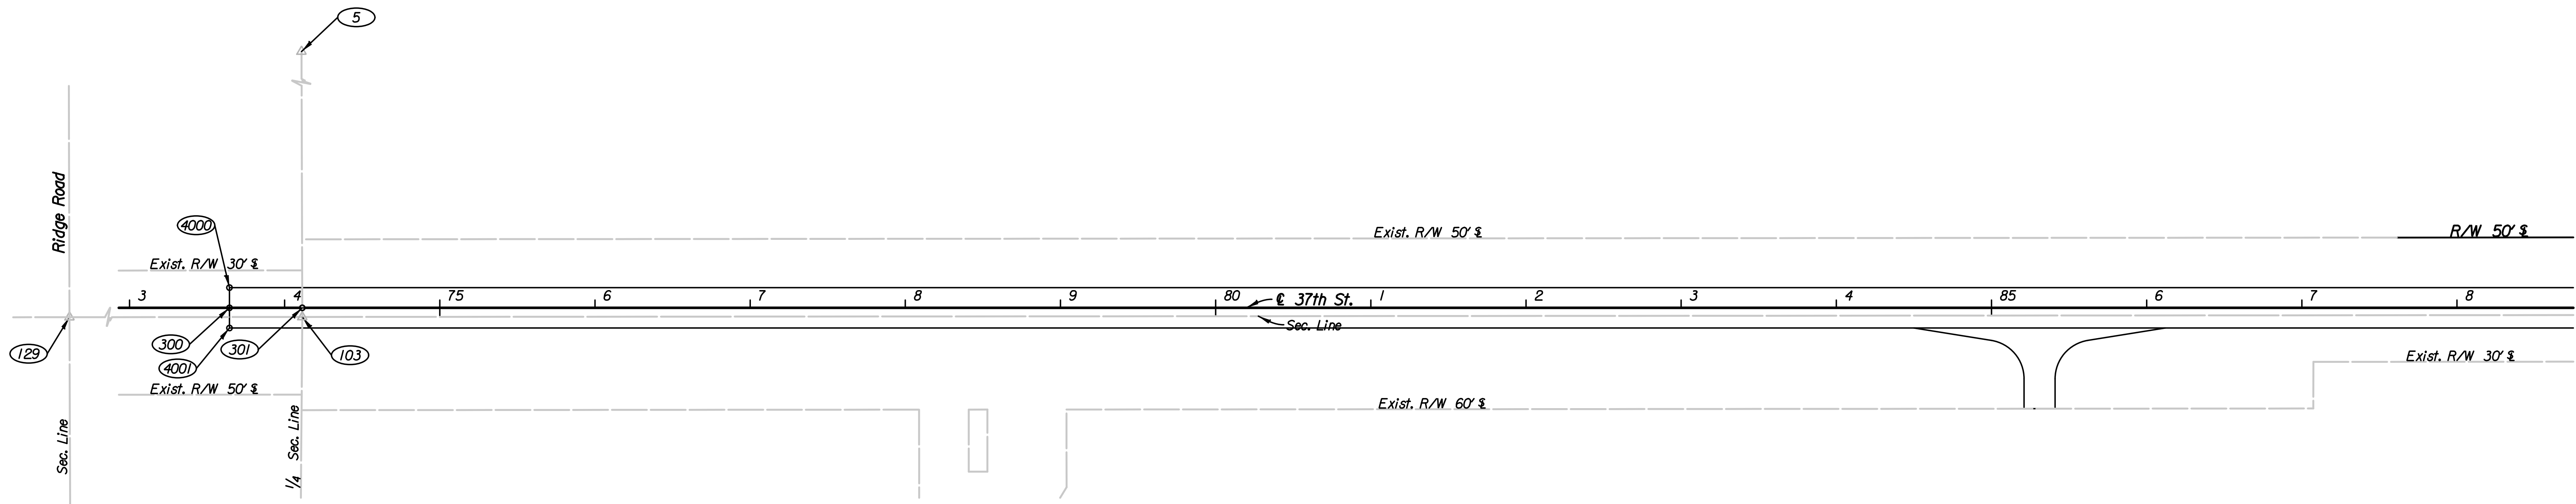 5
Ridge Road
4000
Exist. R/W 50' ℄
R/W 50' ℄
Exist. R/W 30' ℄
3 4 75 6 7 8 9 80 1 2 3 4 85 6 7 8
℄ 37th St.
Sec. Line
129
300
301
103
4001
Exist. R/W 30' ℄
Exist. R/W 50' ℄
Exist. R/W 60' ℄
Sec. Line
1/4 Sec. Line